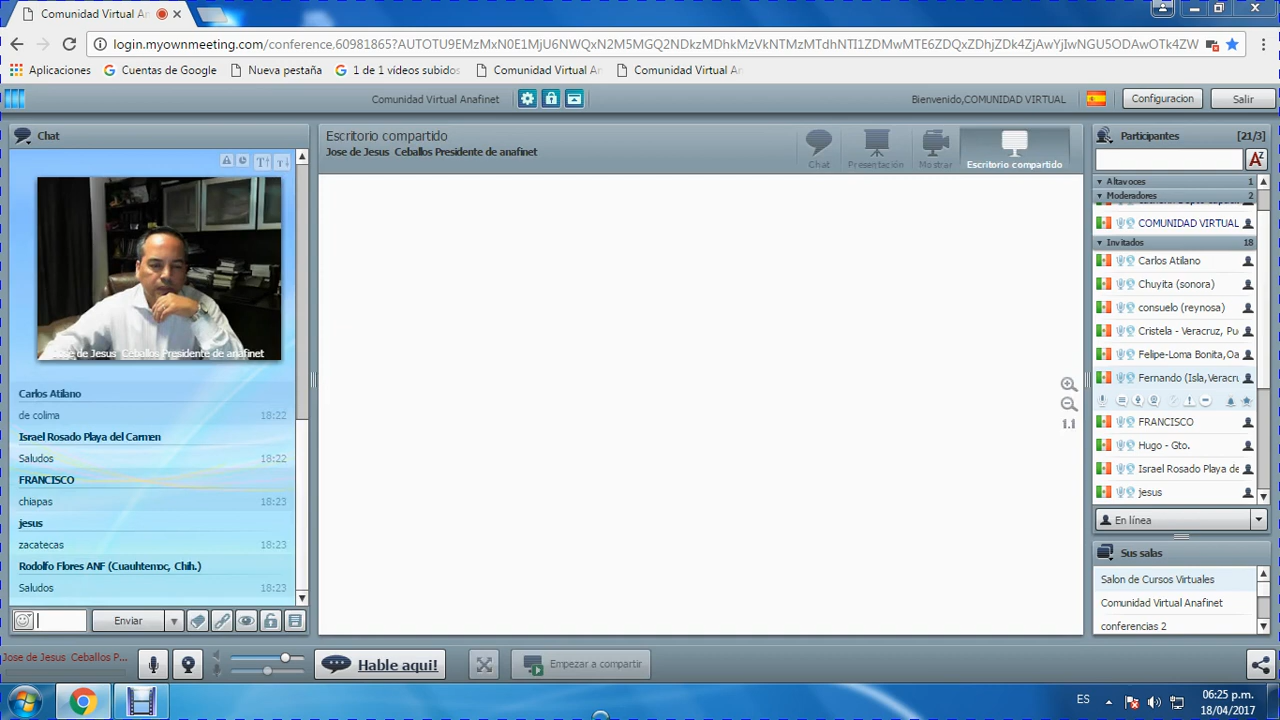 Comunidad Virtual An
login.myownmeeting.com/conference,60981865?AUTOTU9EMzMxN0E1MjU6NWQxN2M5MGQ2NDkzMDhkMzVkNTMzMTdhNTI1ZDMwMTE6ZDQxZDhjZDk4ZjAwYjIwNGU5ODAwOTk4ZW
Aplicaciones
Cuentas de Google
Nueva pestaña
1 de 1 vídeos subidos
Comunidad Virtual An
Comunidad Virtual An
Comunidad Virtual Anafinet
Bienvenido,COMUNIDAD VIRTUAL
Configuracion
Salir
Chat
Jose de Jesus Ceballos Presidente de anafinet
Carlos Atilano
de colima 18:22
Israel Rosado Playa del Carmen
Saludos 18:22
FRANCISCO
chiapas 18:23
jesus
zacatecas 18:23
Rodolfo Flores ANF (Cuauhtemoc, Chih.)
Saludos 18:23
Enviar
Escritorio compartido
Jose de Jesus Ceballos Presidente de anafinet
Chat
Presentación
Mostrar
Escritorio compartido
1.1
Participantes [21/3]
Altavoces 1
Moderadores 2
COMUNIDAD VIRTUAL
Invitados 18
Carlos Atilano
Chuyita (sonora)
consuelo (reynosa)
Cristela - Veracruz, Pu
Felipe-Loma Bonita,Oa
Fernando (Isla,Veracru
FRANCISCO
Hugo - Gto.
Israel Rosado Playa de
jesus
En línea
Sus salas
Salon de Cursos Virtuales
Comunidad Virtual Anafinet
conferencias 2
Jose de Jesus Ceballos P...
Hable aqui!
Empezar a compartir
ES
06:25 p.m.
18/04/2017